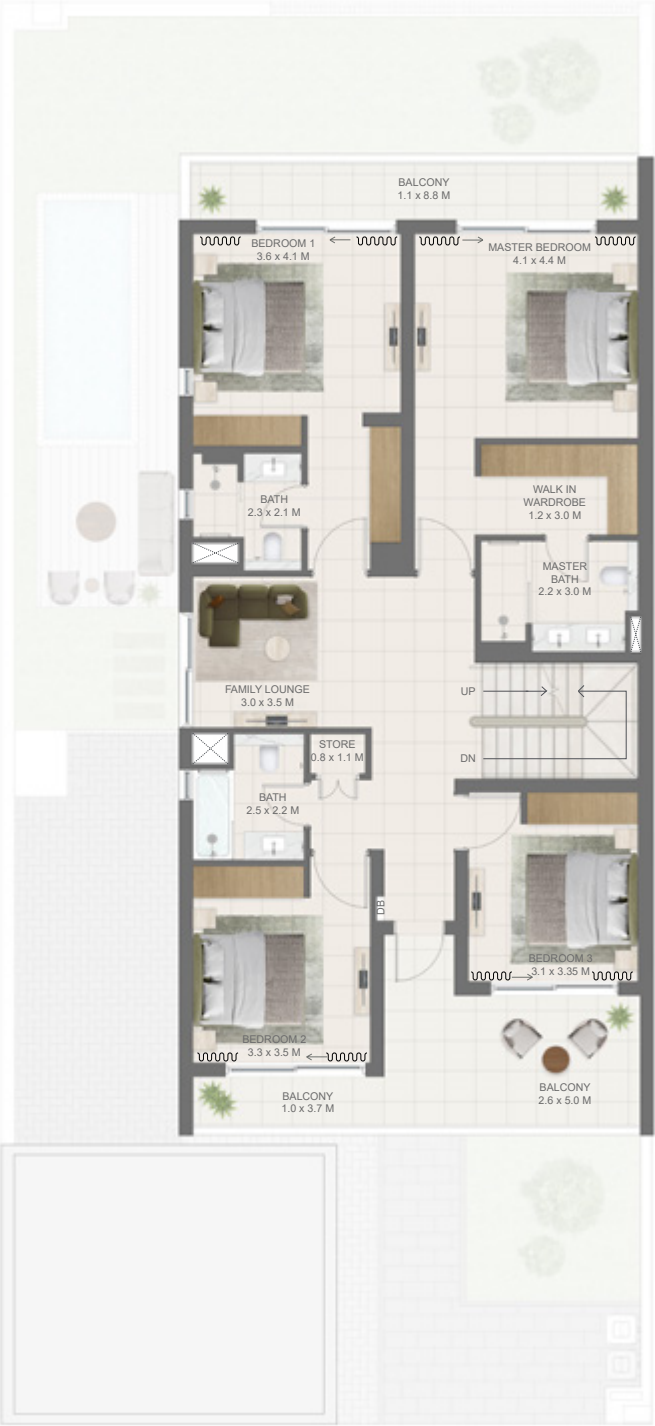 BALCONY
1.1 x 8.8 M
BEDROOM 1
3.6 x 4.1 M
MASTER BEDROOM
4.1 x 4.4 M
BATH
2.3 x 2.1 M
WALK IN
WARDROBE
1.2 x 3.0 M
MASTER
BATH
2.2 x 3.0 M
FAMILY LOUNGE
3.0 x 3.5 M
UP
DN
STORE
0.8 x 1.1 M
BATH
2.5 x 2.2 M
DB
BEDROOM 3
3.1 x 3.35 M
BEDROOM 2
3.3 x 3.5 M
BALCONY
1.0 x 3.7 M
BALCONY
2.6 x 5.0 M